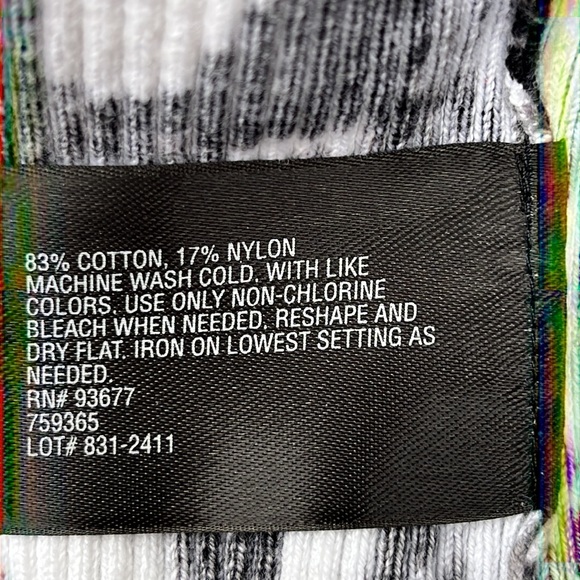 83% COTTON, 17% NYLON
MACHINE WASH COLD. WITH LIKE
COLORS. USE ONLY NON-CHLORINE
BLEACH WHEN NEEDED. RESHAPE AND
DRY FLAT. IRON ON LOWEST SETTING AS
NEEDED.
RN# 93677
759365
LOT# 831-2411